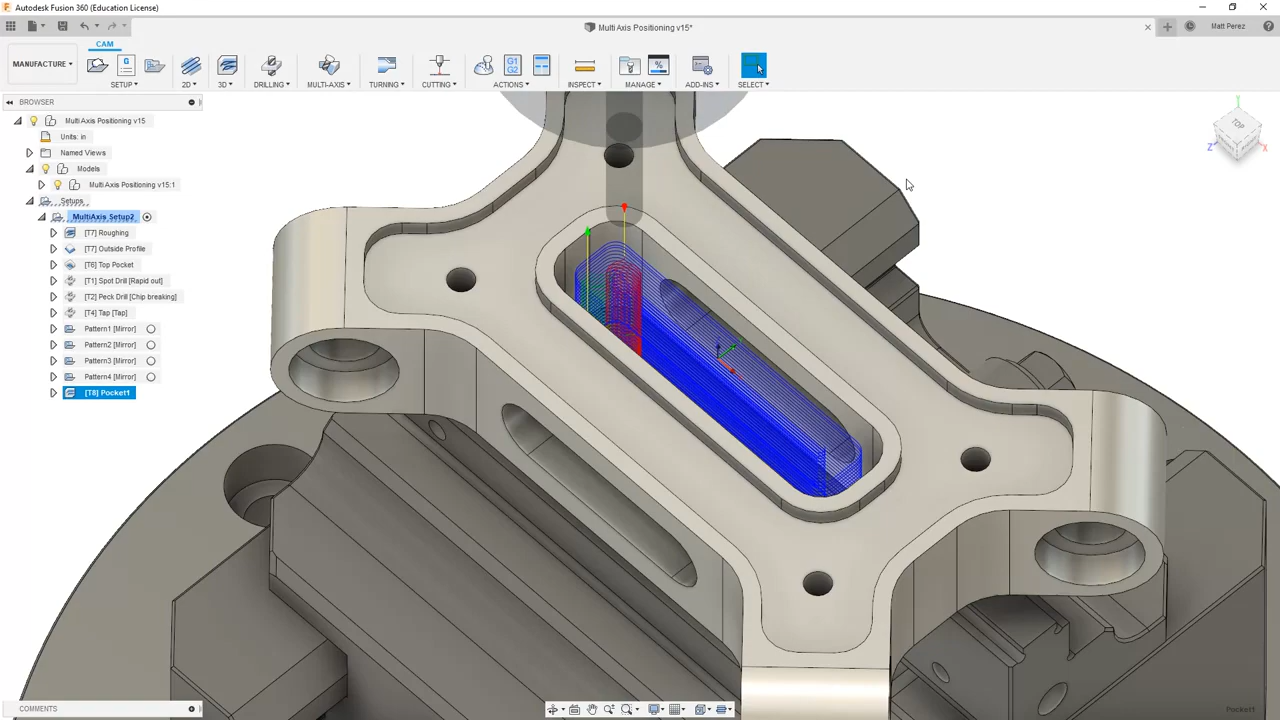 Autodesk Fusion 360 (Education License)
Multi Axis Positioning v15*
Matt Perez
CAM
MANUFACTURE
G1
G2
SETUP
2D
3D
DRILLING
MULTI-AXIS
TURNING
CUTTING
ACTIONS
INSPECT
MANAGE
ADD-INS
SELECT
BROWSER
Multi Axis Positioning v15
Units: in
Named Views
Models
Multi Axis Positioning v15:1
Setups
MultiAxis Setup2
[T7] Roughing
[T7] Outside Profile
[T6] Top Pocket
[T1] Spot Drill [Rapid out]
[T2] Peck Drill [Chip breaking]
[T4] Tap [Tap]
Pattern1 [Mirror]
Pattern2 [Mirror]
Pattern3 [Mirror]
Pattern4 [Mirror]
[T8] Pocket1
Y
TOP
Z
X
COMMENTS
Pocket1